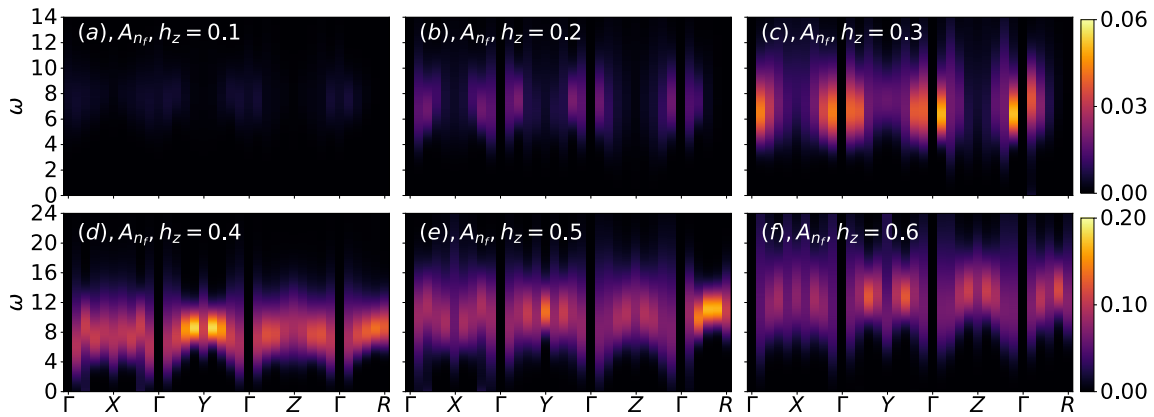 14
12
10
8
6
4
2
0
ω
(a), A_{n_f}, h_z = 0.1
(b), A_{n_f}, h_z = 0.2
(c), A_{n_f}, h_z = 0.3
0.06
0.03
0.00
24
20
16
12
8
4
0
ω
(d), A_{n_f}, h_z = 0.4
(e), A_{n_f}, h_z = 0.5
(f), A_{n_f}, h_z = 0.6
0.20
0.10
0.00
Γ X Γ Y Γ Z Γ R
Γ X Γ Y Γ Z Γ R
Γ X Γ Y Γ Z Γ R